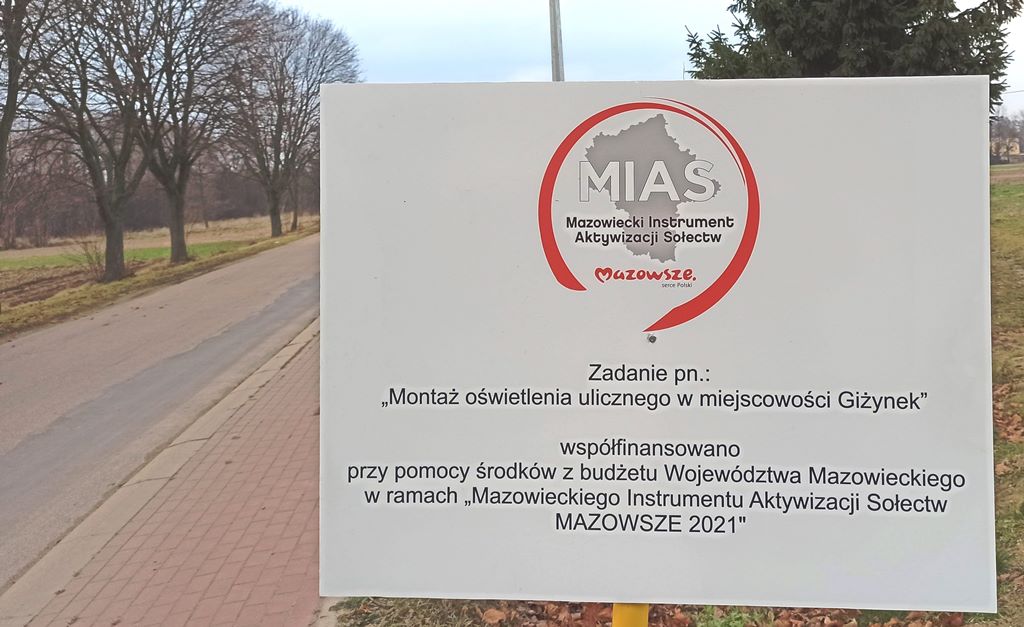 MIAS
Mazowiecki Instrument
Aktywizacji Sołectw
Mazowsze.
serce Polski
Zadanie pn.:
„Montaż oświetlenia ulicznego w miejscowości Giżynek”
współfinansowano
przy pomocy środków z budżetu Województwa Mazowieckiego
w ramach „Mazowieckiego Instrumentu Aktywizacji Sołectw
MAZOWSZE 2021"